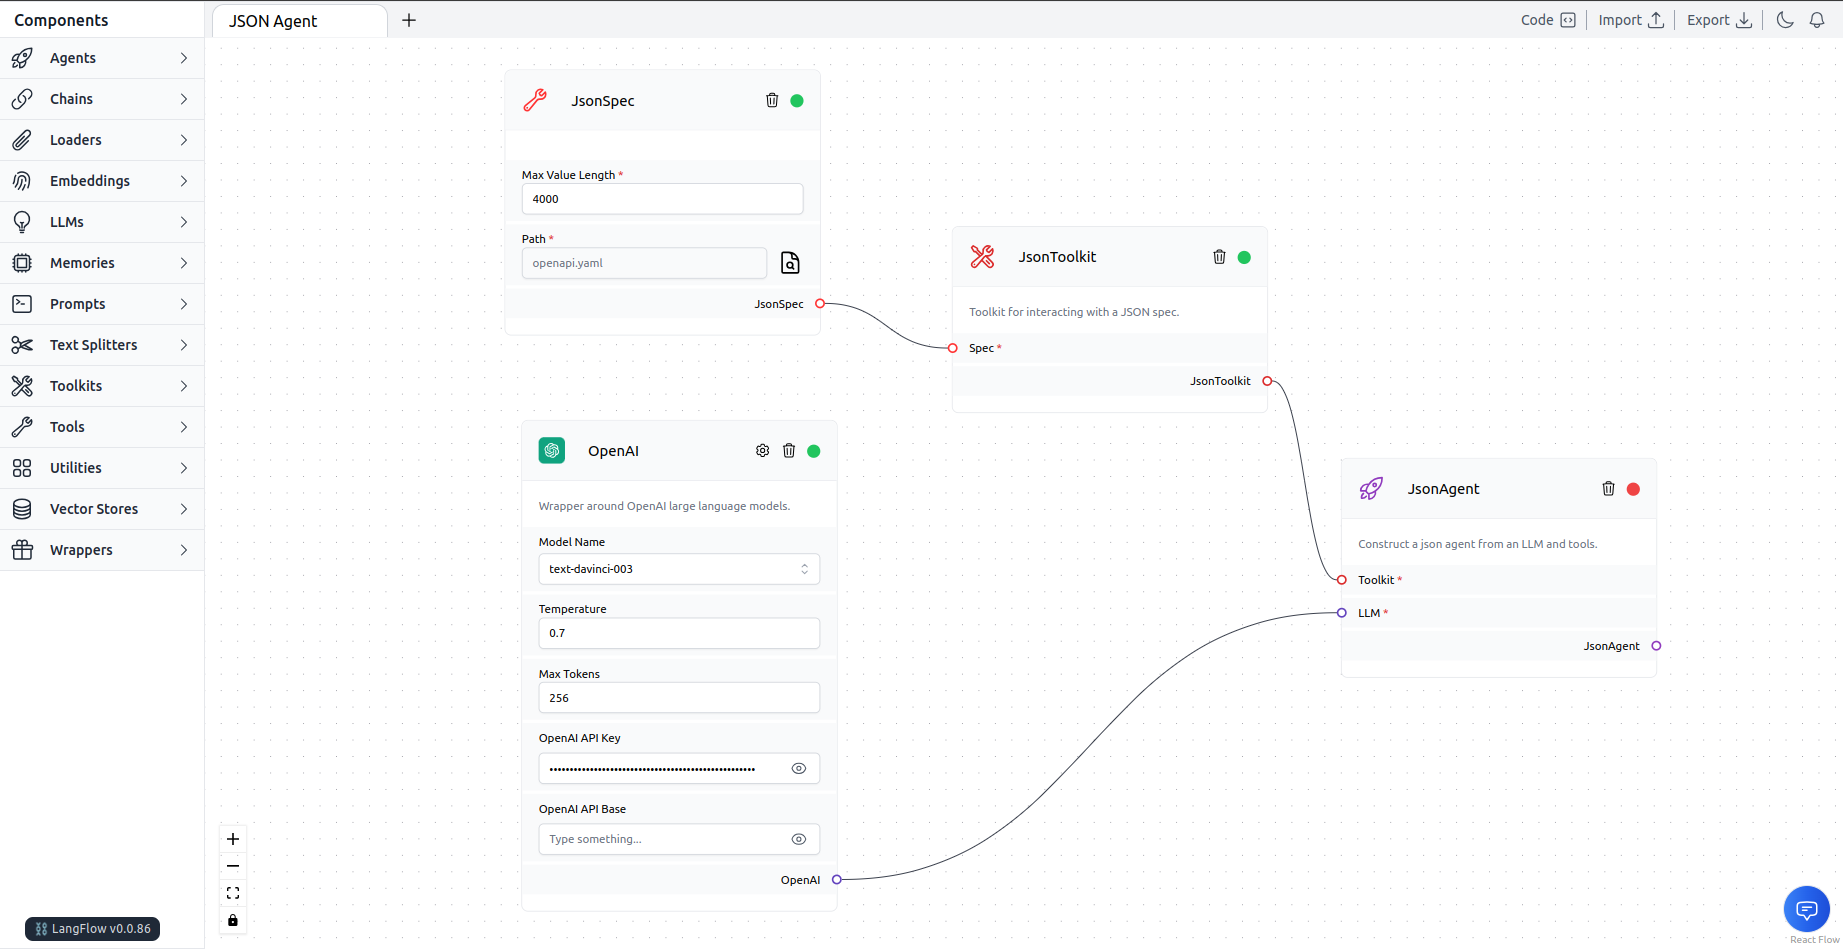 Components
JSON Agent
+
Code
Import
Export
Agents
Chains
Loaders
Embeddings
LLMs
Memories
Prompts
Text Splitters
Toolkits
Tools
Utilities
Vector Stores
Wrappers
LangFlow v0.0.86
JsonSpec
Max Value Length *
4000
Path *
openapi.yaml
JsonSpec
JsonToolkit
Toolkit for interacting with a JSON spec.
Spec *
JsonToolkit
OpenAI
Wrapper around OpenAI large language models.
Model Name
text-davinci-003
Temperature
0.7
Max Tokens
256
OpenAI API Key
OpenAI API Base
Type something...
OpenAI
JsonAgent
Construct a json agent from an LLM and tools.
Toolkit *
LLM *
JsonAgent
React Flow